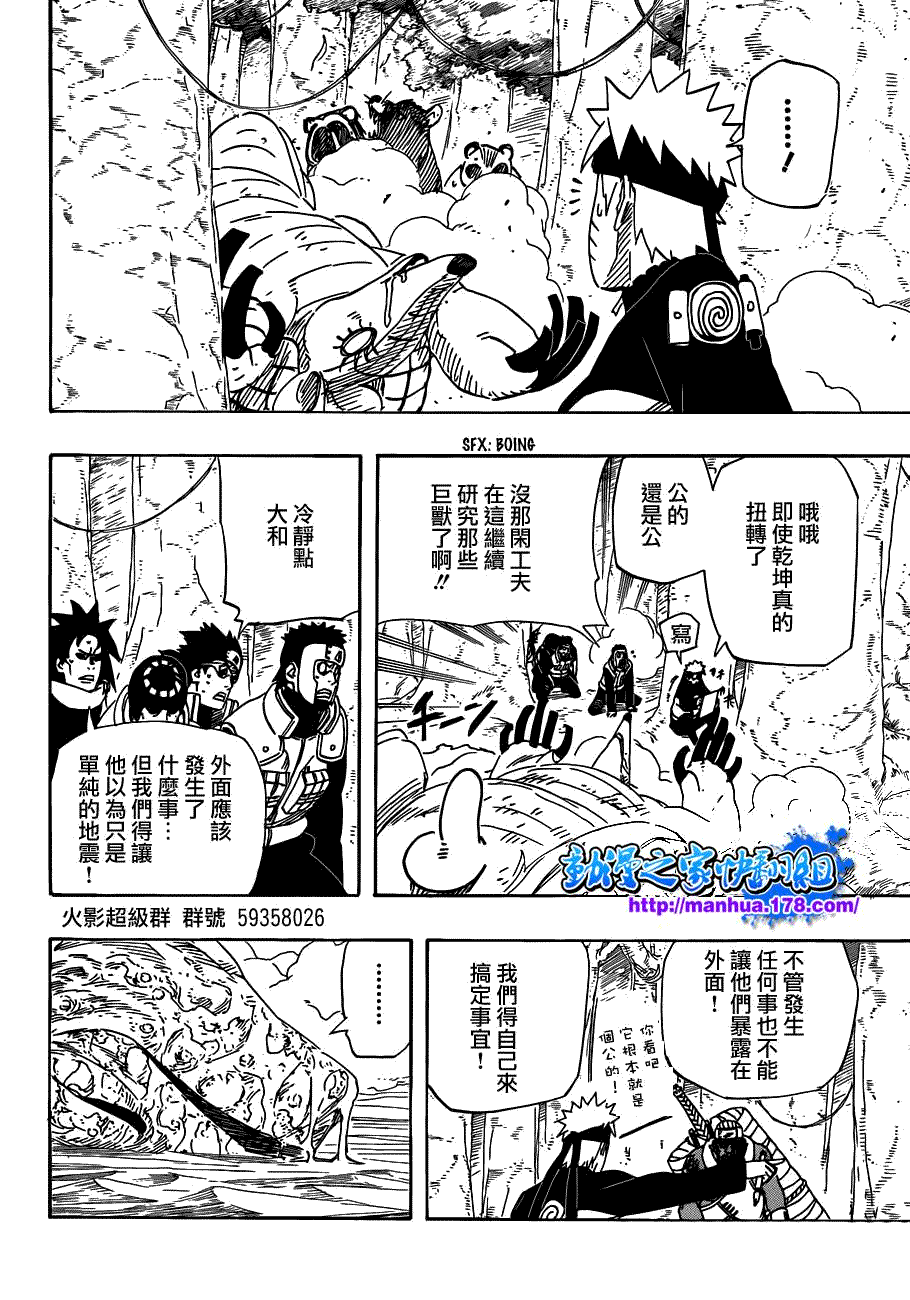 ……!
SFX: BOING
哦
即使乾坤真的
扭轉了
公的
還是公
寫
沒那閑工夫
在這繼續
研究那些
巨獸了啊!!
チーン
冷靜點
大和
外面應該
發生了
什麼事…
但我們得讓
他以為只是
單純的地震!
動漫之家快翻組
http://manhua.178.com/
火影超級群 群號 59358026
不管發生
任何事也不能
讓他們暴露在
外面!
你看吧
它根本就是
個公的!
我們得自己來
搞定事宜!
……